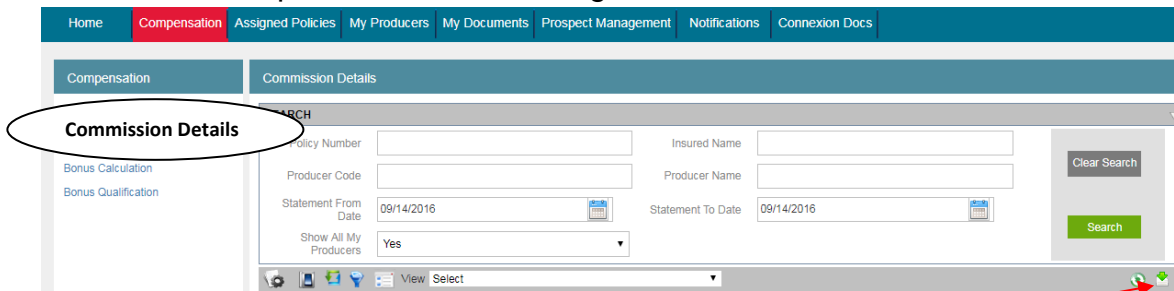 Home Compensation Assigned Policies My Producers My Documents Prospect Management Notifications Connexion Docs
Compensation Commission Details
Commission Details
Bonus Calculation
Bonus Qualification
Policy Number Insured Name
Producer Code Producer Name
Statement From Date 09/14/2016 Statement To Date 09/14/2016
Show All My Producers Yes
Clear Search
Search
View Select